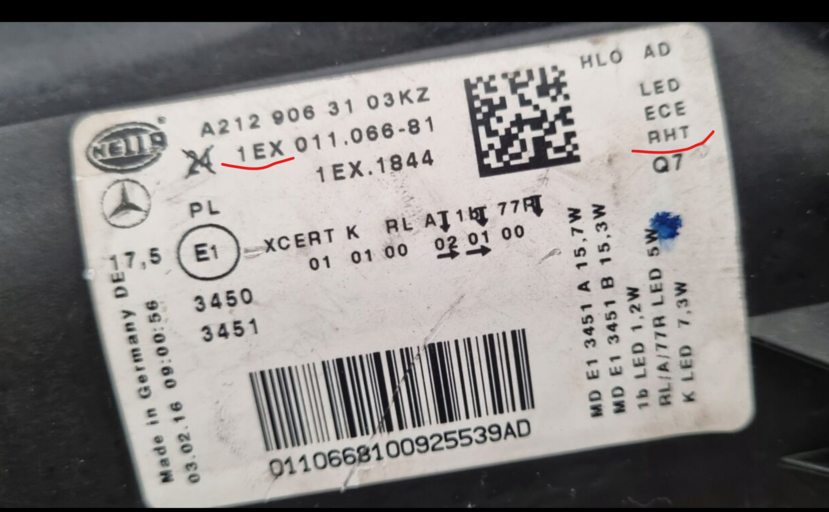 HELLA
A212 906 31 03KZ
1EX 011.066-81
1EX.1844
HLO AD
LED
ECE
RHT
Q7
PL
17,5
E1
XCERT K RL A 1b 77R
01 01 00 02 01 00
3450
3451
Made in Germany DE
03.02.16 09:00:56
0110668100925539AD
MD E1 3451 A 15,7W
MD E1 3451 B 15,3W
1b LED 1,2W
RL/A/77R LED 5W
K LED 7,3W